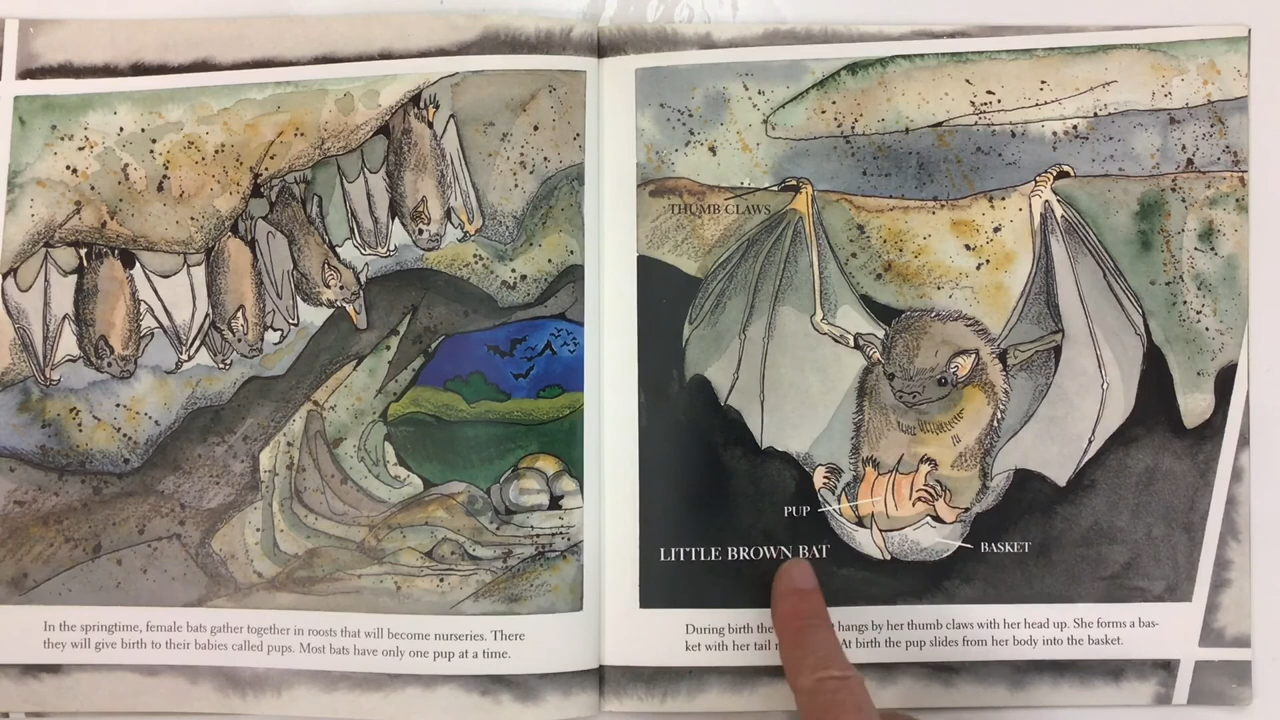 In the springtime, female bats gather together in roosts that will become nurseries. There
they will give birth to their babies called pups. Most bats have only one pup at a time.
THUMB CLAWS
PUP
LITTLE BROWN BAT
BASKET
During birth the hangs by her thumb claws with her head up. She forms a bas-
ket with her tail At birth the pup slides from her body into the basket.